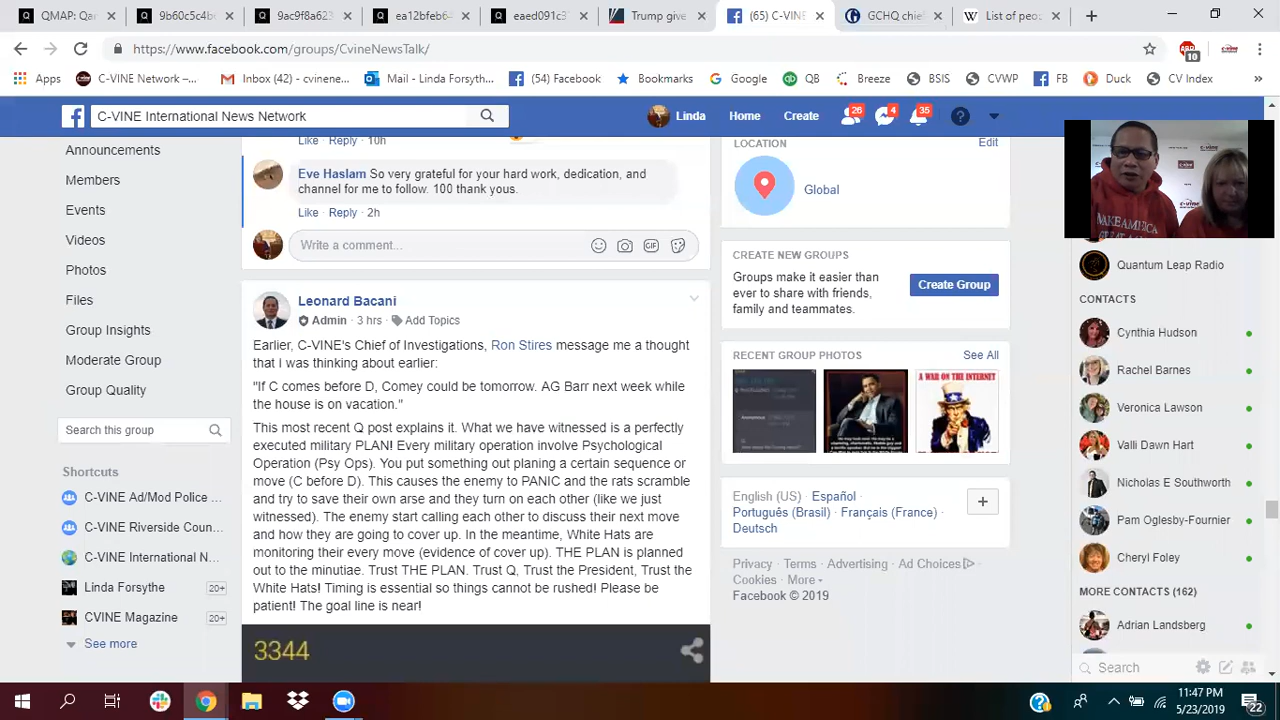 QMAP: Qa
9b60c5c4b
9ac9f8a623
ea12bfeb6
eaed091c3
Trump give
(65) C-VINE
GCHQ chie
W List of peo
https://www.facebook.com/groups/CvineNewsTalk/
ABP
10
Apps
C-VINE Network –...
Inbox (42) - cvinene...
Mail - Linda Forsyth...
(54) Facebook
Bookmarks
Google
QB
Breeze
BSIS
CVWP
FB
Duck
CV Index
»
C-VINE International News Network
Linda
Home
Create
26
4
35
Announcements
Members
Events
Videos
Photos
Files
Group Insights
Moderate Group
Group Quality
Search this group
Shortcuts
C-VINE Ad/Mod Police ...
C-VINE Riverside Coun...
C-VINE International N...
Linda Forsythe
20+
CVINE Magazine
20+
See more
Like · Reply · 10h
Eve Haslam So very grateful for your hard work, dedication, and
channel for me to follow. 100 thank yous.
Like · Reply · 2h
Write a comment...
GIF
Leonard Bacani
Admin · 3 hrs · Add Topics
Earlier, C-VINE's Chief of Investigations, Ron Stires message me a thought
that I was thinking about earlier:
"If C comes before D, Comey could be tomorrow. AG Barr next week while
the house is on vacation."
This most recent Q post explains it. What we have witnessed is a perfectly
executed military PLAN! Every military operation involve Psychological
Operation (Psy Ops). You put something out planing a certain sequence or
move (C before D). This causes the enemy to PANIC and the rats scramble
and try to save their own arse and they turn on each other (like we just
witnessed). The enemy start calling each other to discuss their next move
and how they are going to cover up. In the meantime, White Hats are
monitoring their every move (evidence of cover up). THE PLAN is planned
out to the minutiae. Trust THE PLAN. Trust Q, Trust the President, Trust the
White Hats! Timing is essential so things cannot be rushed! Please be
patient! The goal line is near!
3344
LOCATION
Edit
Global
CREATE NEW GROUPS
Groups make it easier than
ever to share with friends,
family and teammates.
Create Group
RECENT GROUP PHOTOS
See All
Anonymous
A WAR ON THE INTERNET
English (US) · Español ·
Português (Brasil) · Français (France) ·
Deutsch
Privacy · Terms · Advertising · Ad Choices ·
Cookies · More
Facebook © 2019
MAKE AMERICA
GREAT AGAIN
Quantum Leap Radio
CONTACTS
Cynthia Hudson
Rachel Barnes
Veronica Lawson
Valli Dawn Hart
Nicholas E Southworth
Pam Oglesby-Fournier
Cheryl Foley
MORE CONTACTS (162)
Adrian Landsberg
Search
11:47 PM
5/23/2019
22